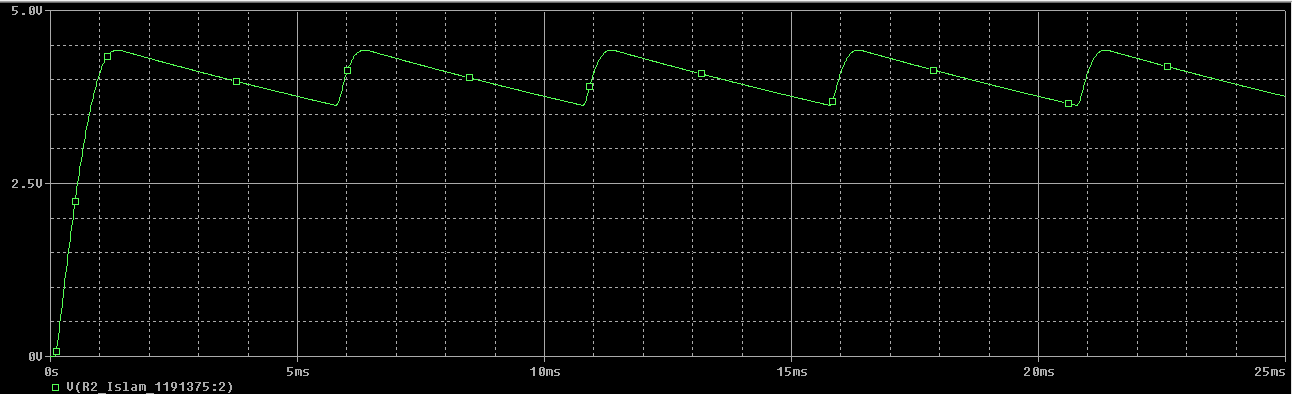 5.0V
2.5V
0V
0s 5ms 10ms 15ms 20ms 25ms
V(R2_Islam_1191375:2)